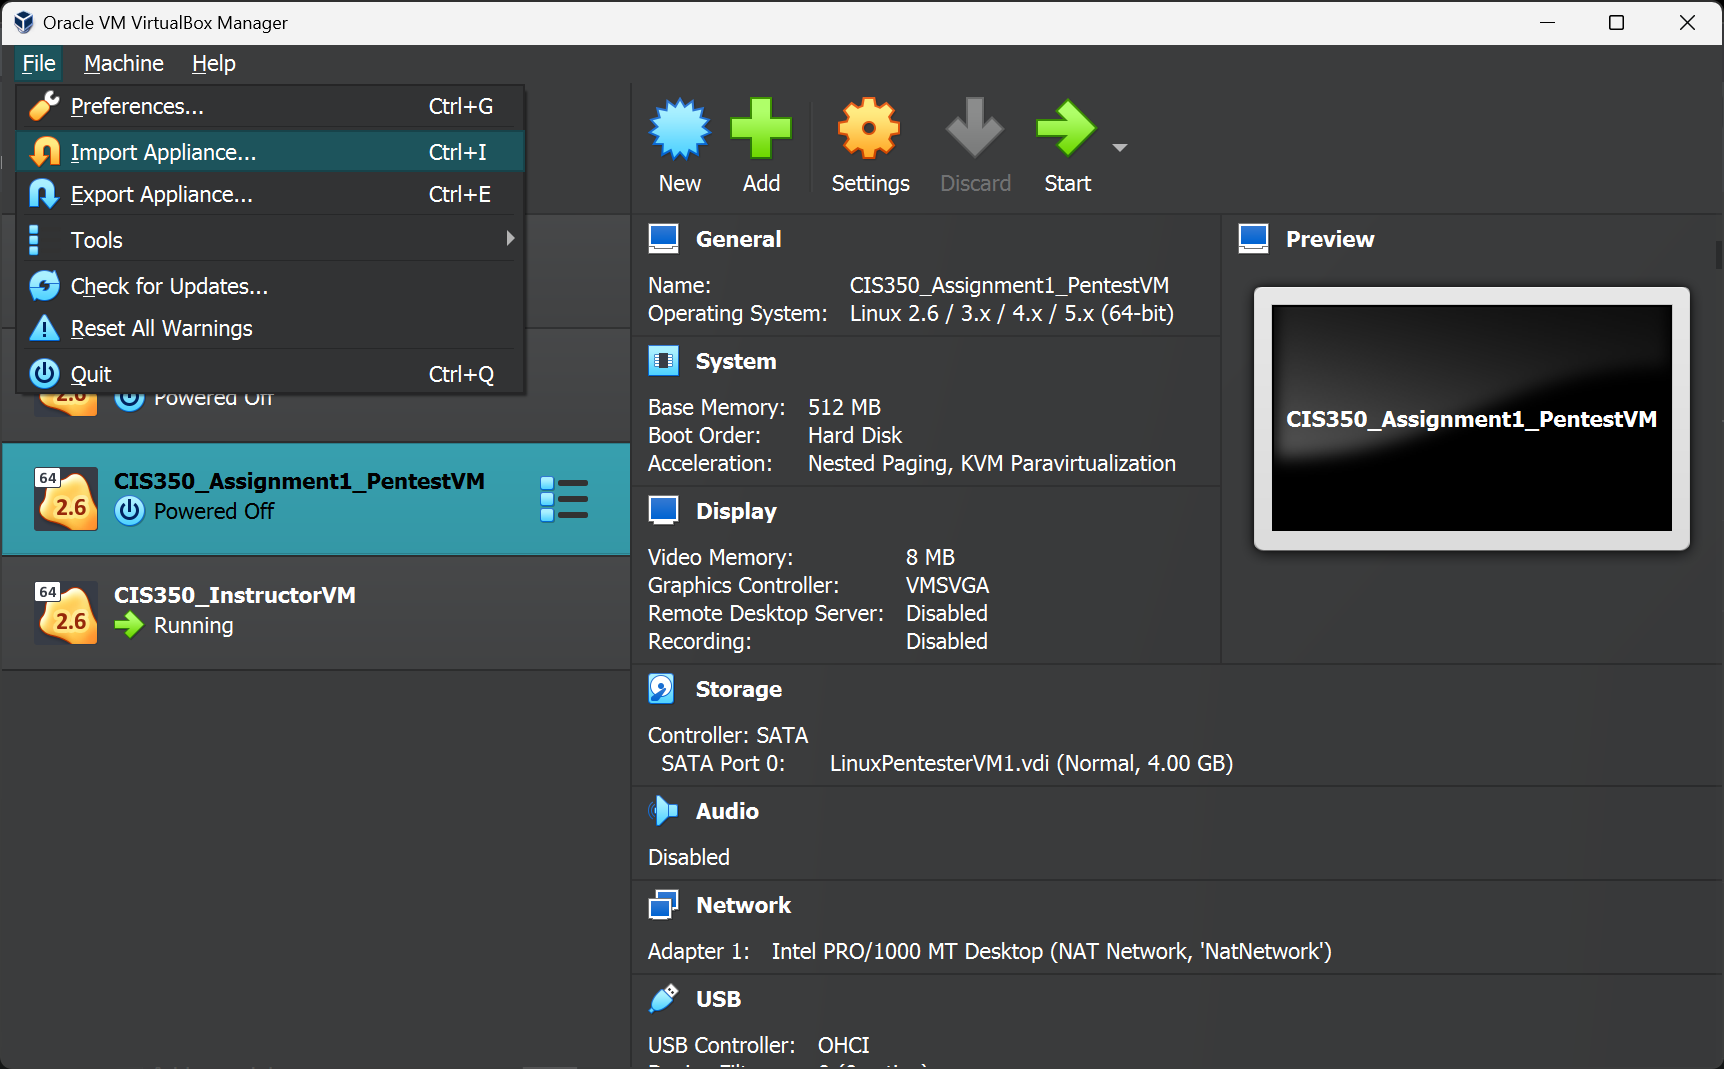 Oracle VM VirtualBox Manager
File Machine Help
Preferences... Ctrl+G
Import Appliance... Ctrl+I
Export Appliance... Ctrl+E
Tools
Check for Updates...
Reset All Warnings
Quit Ctrl+Q
2.6 Powered Off
64
2.6
CIS350_Assignment1_PentestVM
Powered Off
64
2.6
CIS350_InstructorVM
Running
New
Add
Settings
Discard
Start
General
Name: CIS350_Assignment1_PentestVM
Operating System: Linux 2.6 / 3.x / 4.x / 5.x (64-bit)
System
Base Memory: 512 MB
Boot Order: Hard Disk
Acceleration: Nested Paging, KVM Paravirtualization
Display
Video Memory: 8 MB
Graphics Controller: VMSVGA
Remote Desktop Server: Disabled
Recording: Disabled
Storage
Controller: SATA
SATA Port 0: LinuxPentesterVM1.vdi (Normal, 4.00 GB)
Audio
Disabled
Network
Adapter 1: Intel PRO/1000 MT Desktop (NAT Network, 'NatNetwork')
USB
USB Controller: OHCI
Preview
CIS350_Assignment1_PentestVM